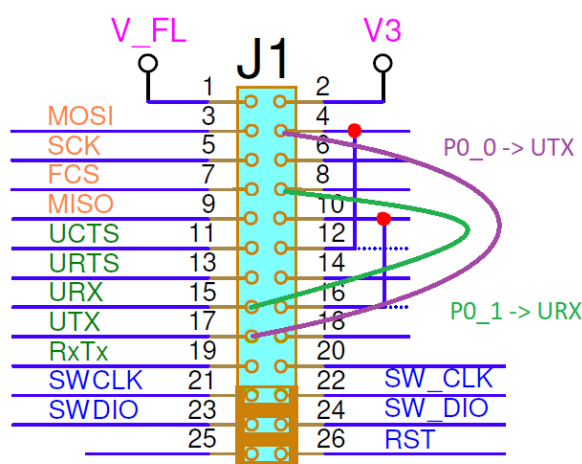 V_FL J1 V3
1 2
MOSI 3 4
SCK 5 6 P0_0 -> UTX
FCS 7 8
MISO 9 10
UCTS 11 12
URTS 13 14
URX 15 16 P0_1 -> URX
UTX 17 18
RxTx 19 20
SWCLK 21 22 SW_CLK
SWDIO 23 24 SW_DIO
25 26 RST